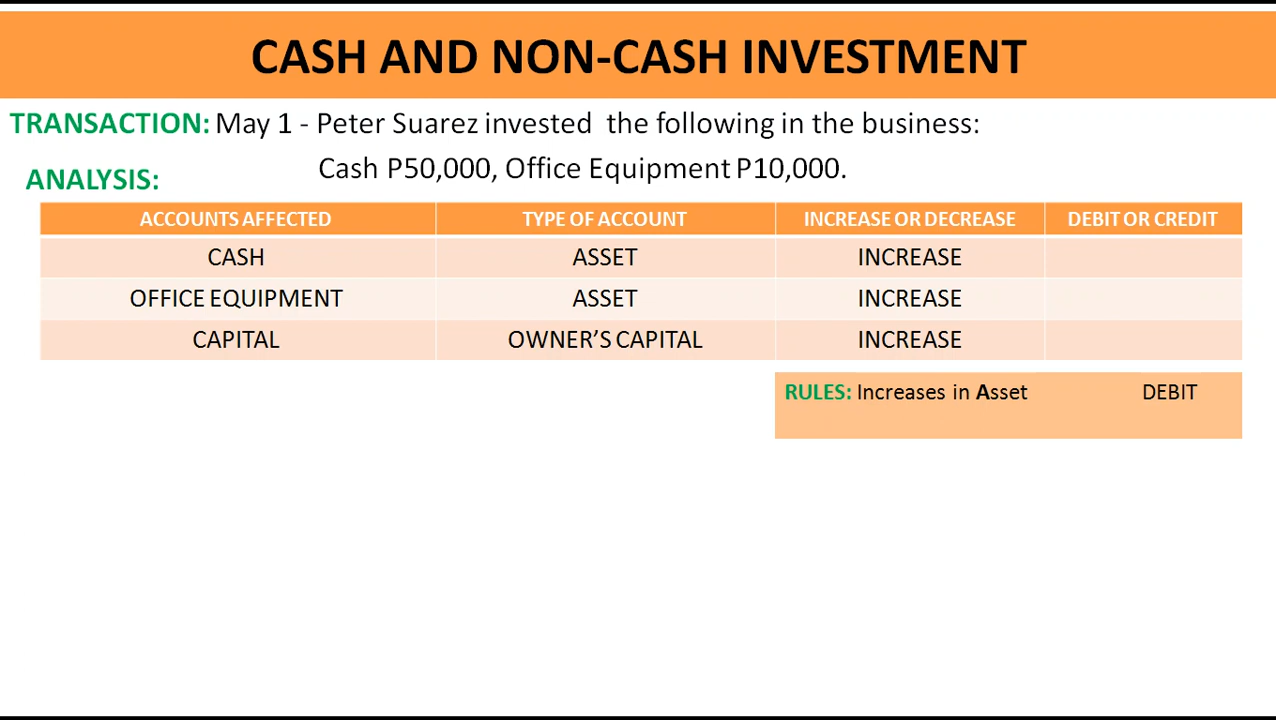 CASH AND NON-CASH INVESTMENT
TRANSACTION: May 1 - Peter Suarez invested the following in the business:
Cash P50,000, Office Equipment P10,000.
ANALYSIS:
ACCOUNTS AFFECTED TYPE OF ACCOUNT INCREASE OR DECREASE DEBIT OR CREDIT
CASH ASSET INCREASE
OFFICE EQUIPMENT ASSET INCREASE
CAPITAL OWNER’S CAPITAL INCREASE
RULES: Increases in Asset DEBIT